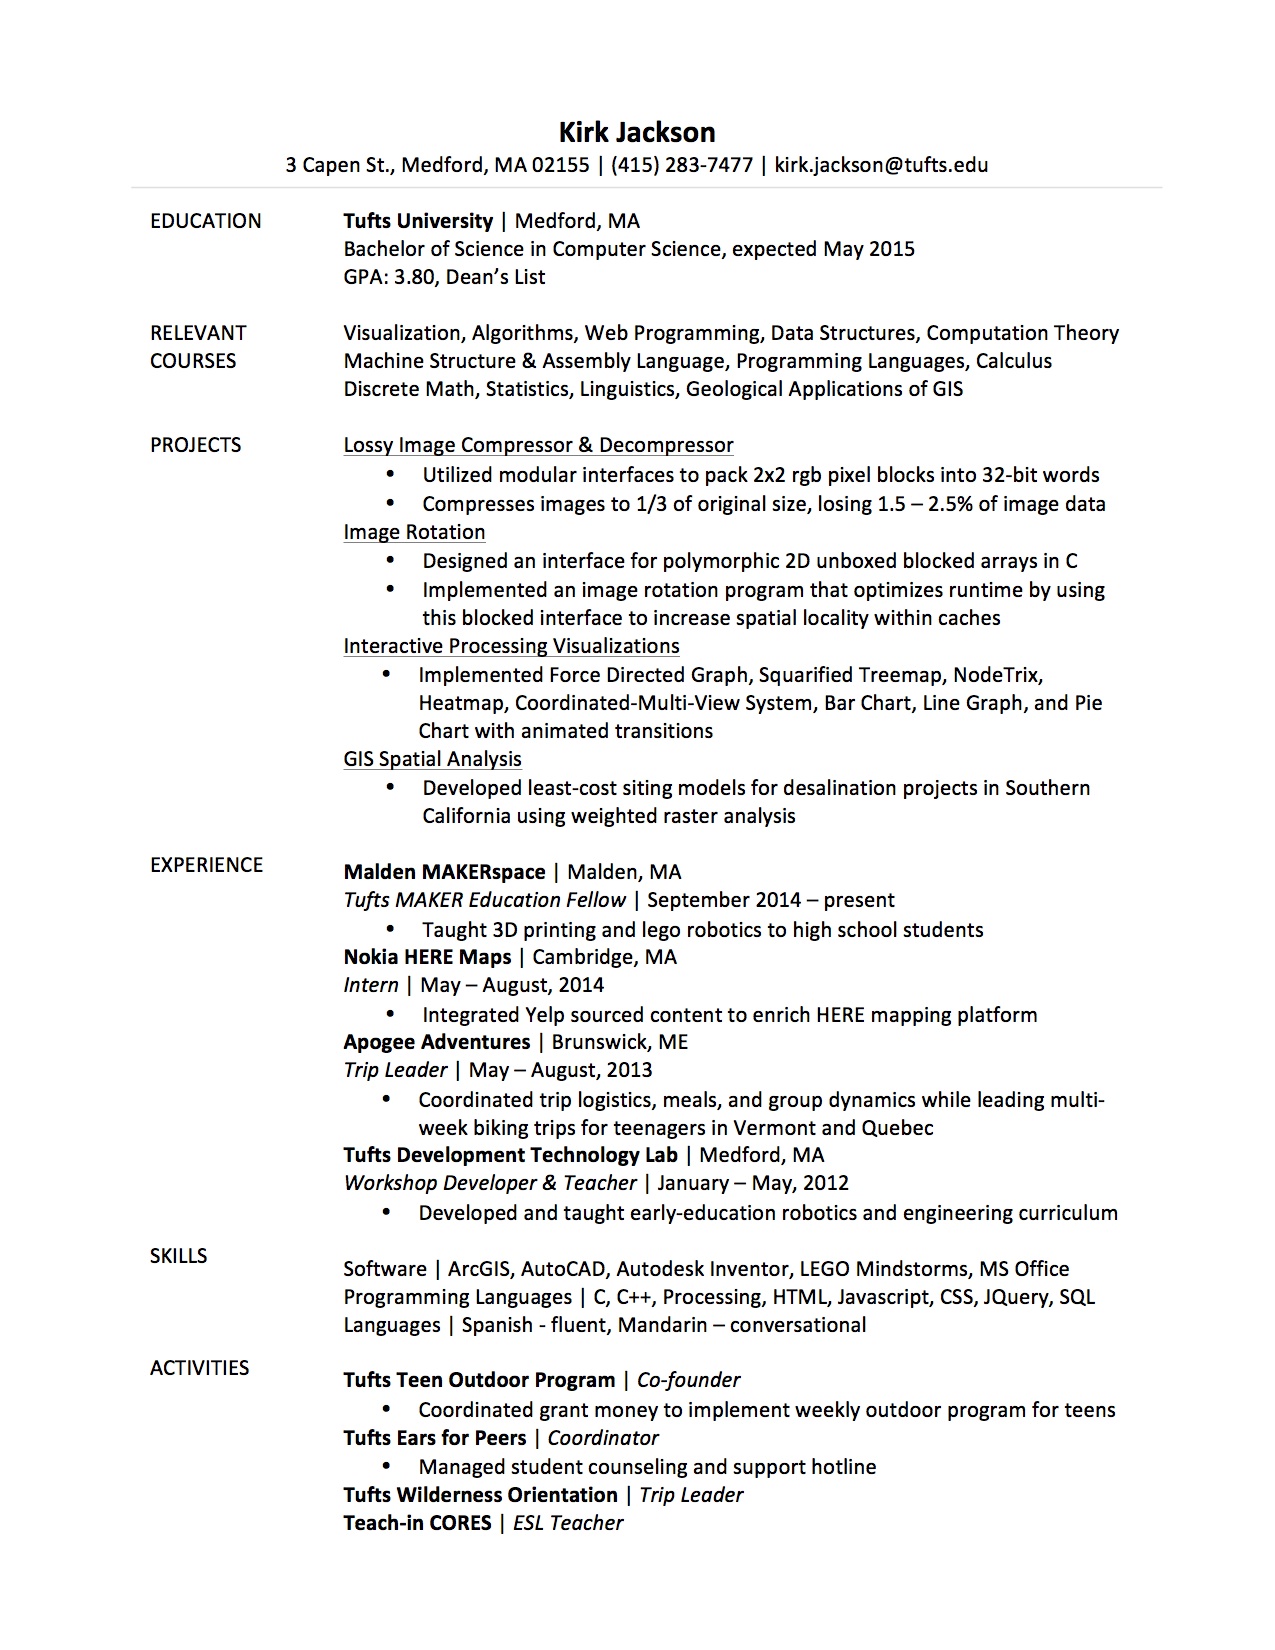 Kirk Jackson
3 Capen St., Medford, MA 02155 | (415) 283-7477 | kirk.jackson@tufts.edu
EDUCATION
Tufts University | Medford, MA
Bachelor of Science in Computer Science, expected May 2015
GPA: 3.80, Dean’s List
RELEVANT
COURSES
Visualization, Algorithms, Web Programming, Data Structures, Computation Theory
Machine Structure & Assembly Language, Programming Languages, Calculus
Discrete Math, Statistics, Linguistics, Geological Applications of GIS
PROJECTS
Lossy Image Compressor & Decompressor
• Utilized modular interfaces to pack 2x2 rgb pixel blocks into 32-bit words
• Compresses images to 1/3 of original size, losing 1.5 – 2.5% of image data
Image Rotation
• Designed an interface for polymorphic 2D unboxed blocked arrays in C
• Implemented an image rotation program that optimizes runtime by using
this blocked interface to increase spatial locality within caches
Interactive Processing Visualizations
• Implemented Force Directed Graph, Squarified Treemap, NodeTrix,
Heatmap, Coordinated-Multi-View System, Bar Chart, Line Graph, and Pie
Chart with animated transitions
GIS Spatial Analysis
• Developed least-cost siting models for desalination projects in Southern
California using weighted raster analysis
EXPERIENCE
Malden MAKERspace | Malden, MA
Tufts MAKER Education Fellow | September 2014 – present
• Taught 3D printing and lego robotics to high school students
Nokia HERE Maps | Cambridge, MA
Intern | May – August, 2014
• Integrated Yelp sourced content to enrich HERE mapping platform
Apogee Adventures | Brunswick, ME
Trip Leader | May – August, 2013
• Coordinated trip logistics, meals, and group dynamics while leading multi-
week biking trips for teenagers in Vermont and Quebec
Tufts Development Technology Lab | Medford, MA
Workshop Developer & Teacher | January – May, 2012
• Developed and taught early-education robotics and engineering curriculum
SKILLS
Software | ArcGIS, AutoCAD, Autodesk Inventor, LEGO Mindstorms, MS Office
Programming Languages | C, C++, Processing, HTML, Javascript, CSS, JQuery, SQL
Languages | Spanish - fluent, Mandarin – conversational
ACTIVITIES
Tufts Teen Outdoor Program | Co-founder
• Coordinated grant money to implement weekly outdoor program for teens
Tufts Ears for Peers | Coordinator
• Managed student counseling and support hotline
Tufts Wilderness Orientation | Trip Leader
Teach-in CORES | ESL Teacher